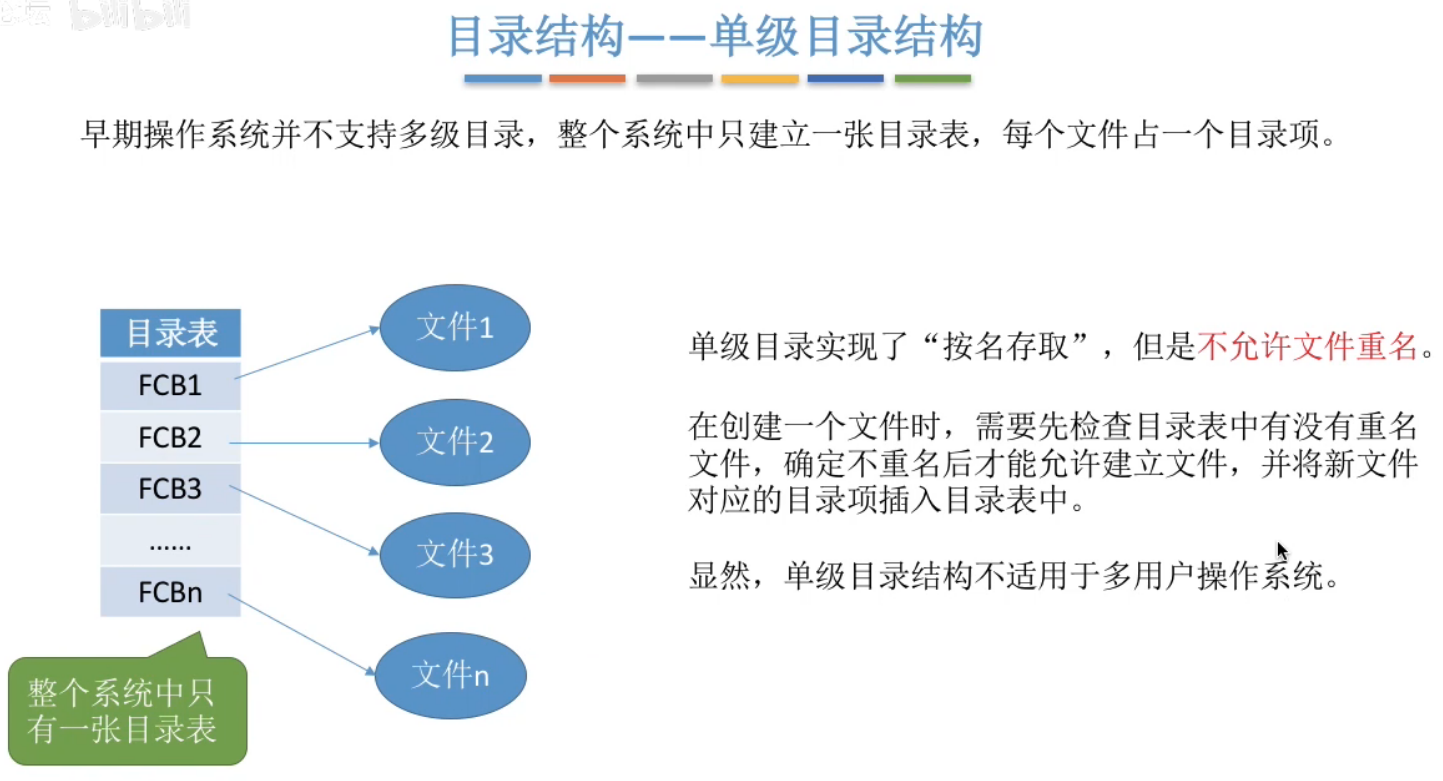 bilibili
目录结构——单级目录结构
早期操作系统并不支持多级目录，整个系统中只建立一张目录表，每个文件占一个目录项。
目录表
FCB1
FCB2
FCB3
......
FCBn
文件1
文件2
文件3
文件n
整个系统中只
有一张目录表
单级目录实现了“按名存取”，但是不允许文件重名。
在创建一个文件时，需要先检查目录表中有没有重名
文件，确定不重名后才能允许建立文件，并将新文件
对应的目录项插入目录表中。
显然，单级目录结构不适用于多用户操作系统。